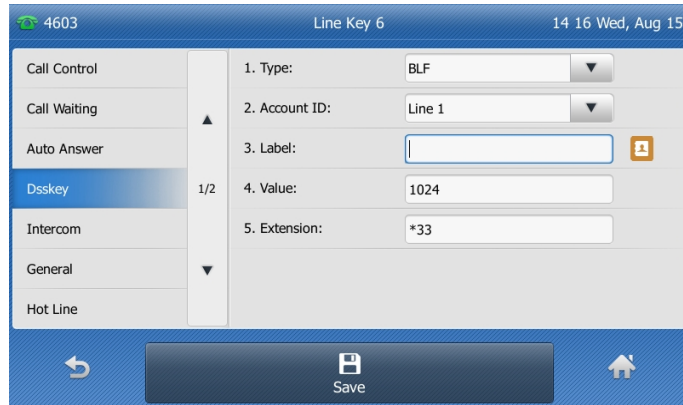 4603 Line Key 6 14 16 Wed, Aug 15
Call Control
Call Waiting
Auto Answer
Dsskey
Intercom
General
Hot Line
1/2
1. Type: BLF
2. Account ID: Line 1
3. Label:
4. Value: 1024
5. Extension: *33
Save